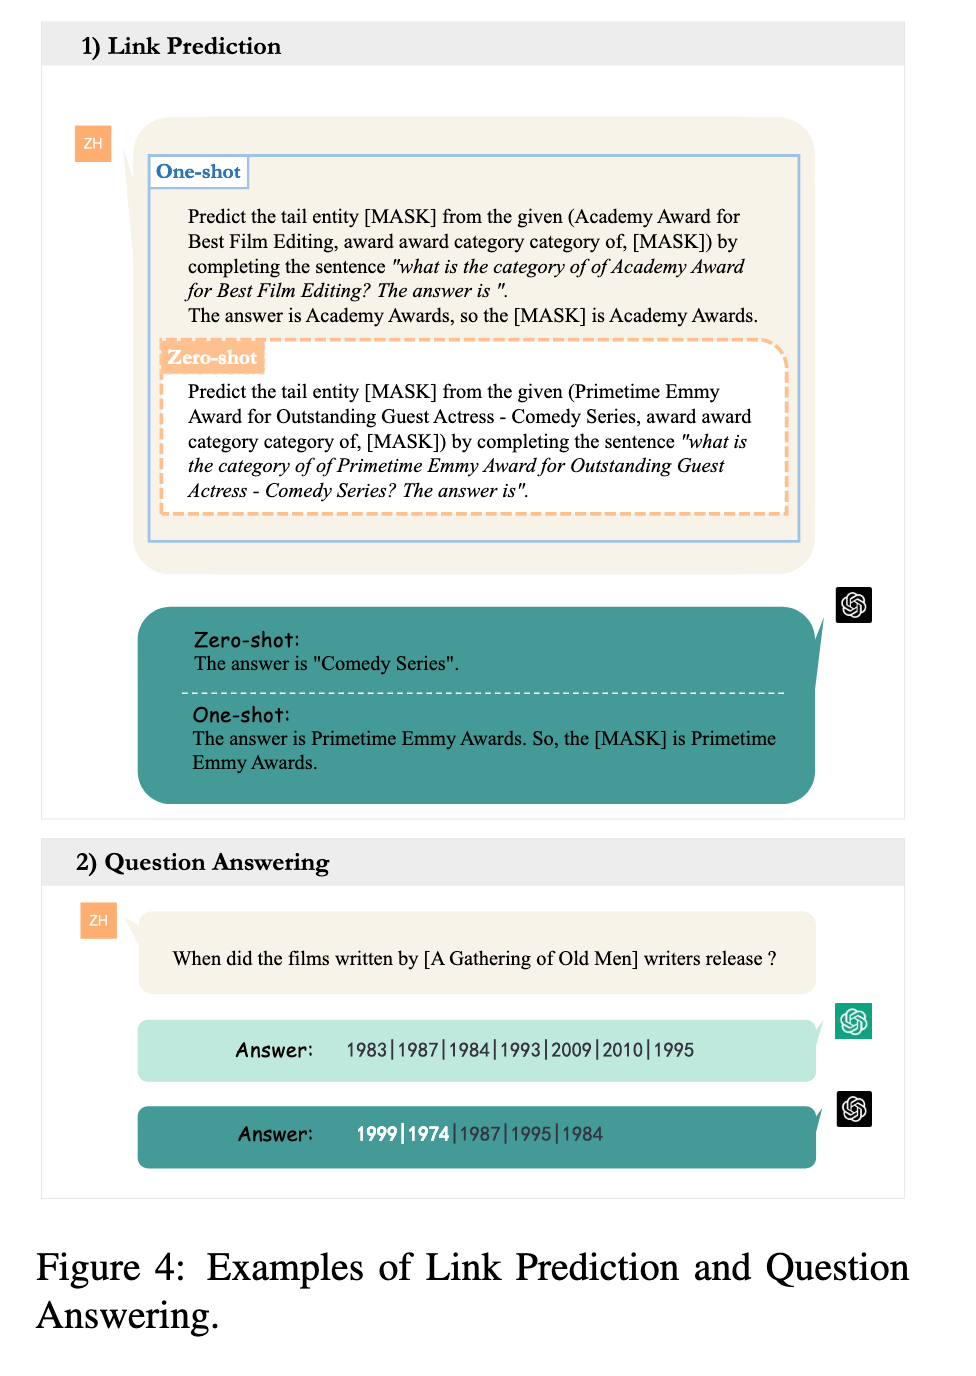 1) Link Prediction
ZH
One-shot
Predict the tail entity [MASK] from the given (Academy Award for
Best Film Editing, award award category category of, [MASK]) by
completing the sentence "what is the category of of Academy Award
for Best Film Editing? The answer is ".
The answer is Academy Awards, so the [MASK] is Academy Awards.
Zero-shot
Predict the tail entity [MASK] from the given (Primetime Emmy
Award for Outstanding Guest Actress - Comedy Series, award award
category category of, [MASK]) by completing the sentence "what is
the category of of Primetime Emmy Award for Outstanding Guest
Actress - Comedy Series? The answer is".
Zero-shot:
The answer is "Comedy Series".
One-shot:
The answer is Primetime Emmy Awards. So, the [MASK] is Primetime
Emmy Awards.
2) Question Answering
ZH
When did the films written by [A Gathering of Old Men] writers release ?
Answer: 1983|1987|1984|1993|2009|2010|1995
Answer: 1999|1974|1987|1995|1984
Figure 4: Examples of Link Prediction and Question
Answering.